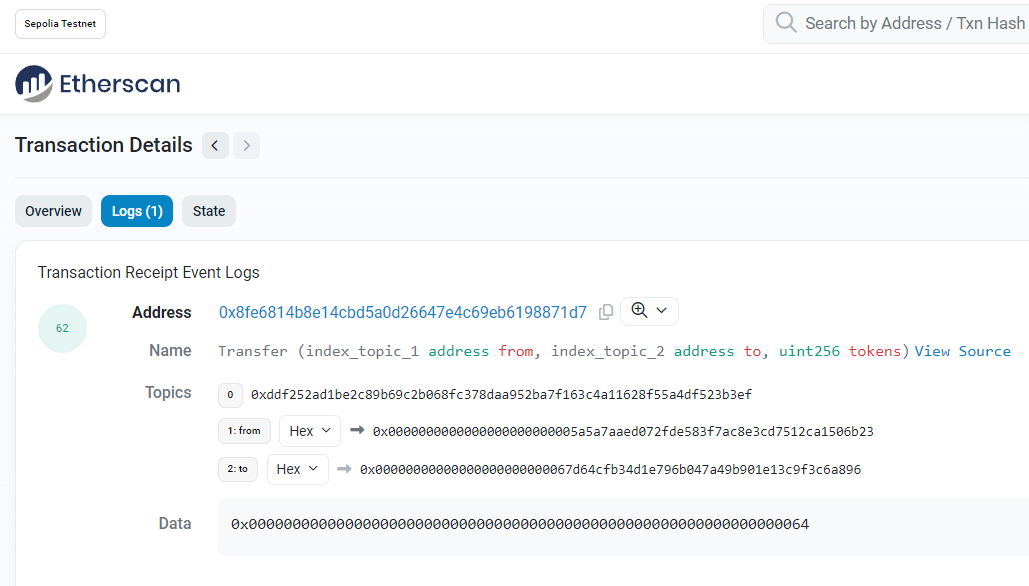 Sepolia Testnet
Search by Address / Txn Hash
Etherscan
Transaction Details
Overview
Logs (1)
State
Transaction Receipt Event Logs
62
Address 0x8fe6814b8e14cbd5a0d26647e4c69eb6198871d7
Name Transfer (index_topic_1 address from, index_topic_2 address to, uint256 tokens) View Source
Topics 0 0xddf252ad1be2c89b69c2b068fc378daa952ba7f163c4a11628f55a4df523b3ef
1: from Hex 0x0000000000000000000000005a5a7aaed072fde583f7ac8e3cd7512ca1506b23
2: to Hex 0x00000000000000000000000067d64cfb34d1e796b047a49b901e13c9f3c6a896
Data 0x0000000000000000000000000000000000000000000000000000000000000064